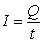 I = Q/t